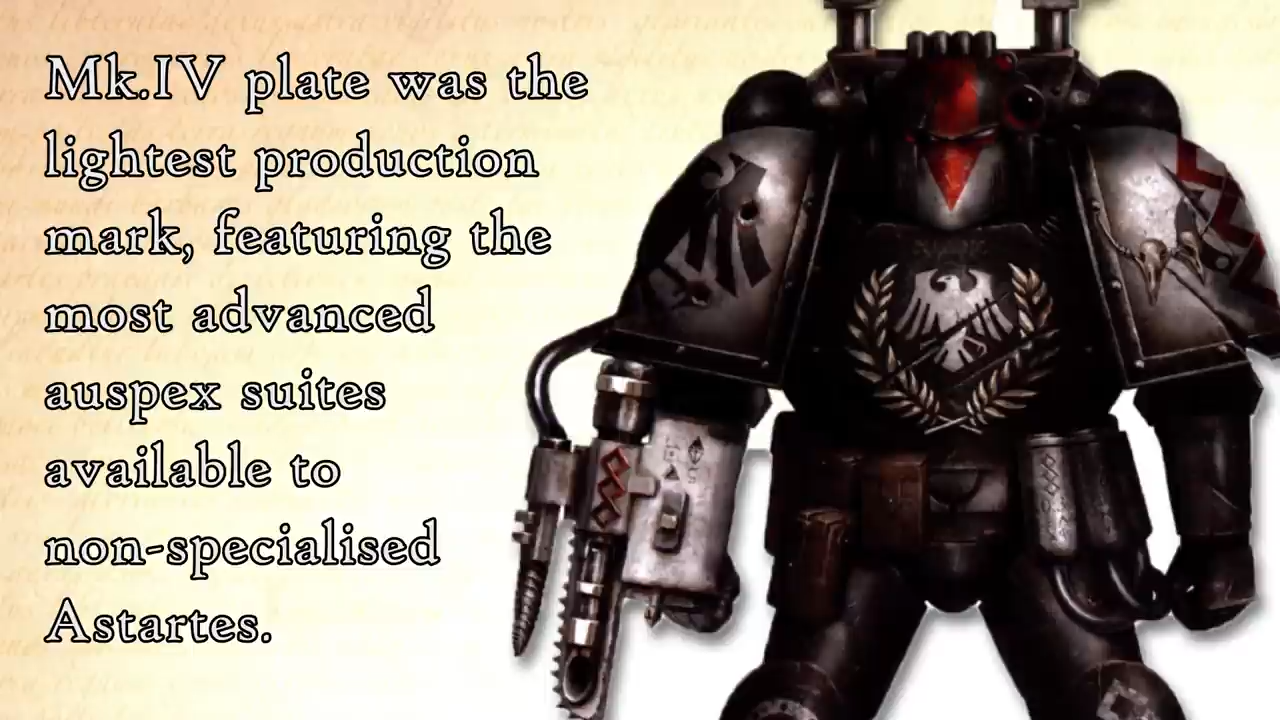 Mk.IV plate was the
lightest production
mark, featuring the
most advanced
auspex suites
available to
non-specialised
Astartes.